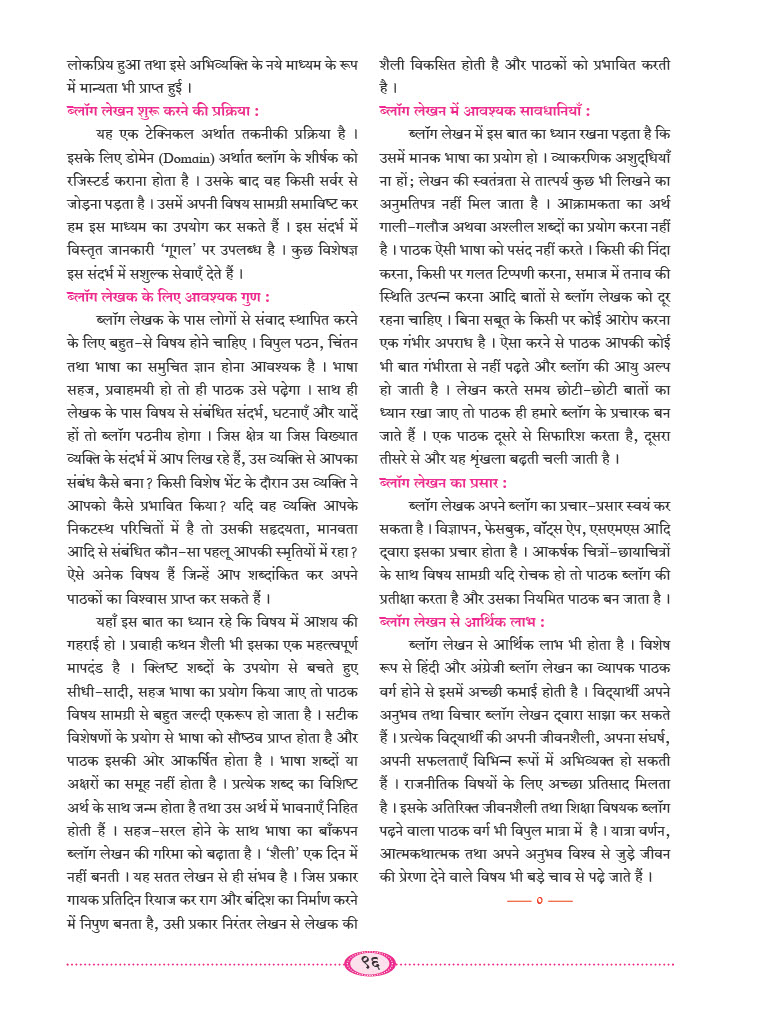 लोकप्रिय हुआ तथा इसे अभिव्यक्ति के नये माध्यम के रूप
में मान्यता भी प्राप्त हुई ।
ब्लॉग लेखन शुरू करने की प्रक्रिया :
यह एक टेक्निकल अर्थात तकनीकी प्रक्रिया है ।
इसके लिए डोमेन (Domain) अर्थात ब्लॉग के शीर्षक को
रजिस्टर्ड कराना होता है । उसके बाद वह किसी सर्वर से
जोड़ना पड़ता है । उसमें अपनी विषय सामग्री समाविष्ट कर
हम इस माध्यम का उपयोग कर सकते हैं । इस संदर्भ में
विस्तृत जानकारी ‘गूगल’ पर उपलब्ध है । कुछ विशेषज्ञ
इस संदर्भ में सशुल्क सेवाएँ देते हैं ।
ब्लॉग लेखक के लिए आवश्यक गुण :
ब्लॉग लेखक के पास लोगों से संवाद स्थापित करने
के लिए बहुत-से विषय होने चाहिए । विपुल पठन, चिंतन
तथा भाषा का समुचित ज्ञान होना आवश्यक है । भाषा
सहज, प्रवाहमयी हो तो ही पाठक उसे पढ़ेगा । साथ ही
लेखक के पास विषय से संबंधित संदर्भ, घटनाएँ और यादें
हों तो ब्लॉग पठनीय होगा । जिस क्षेत्र या जिस विख्यात
व्यक्ति के संदर्भ में आप लिख रहे हैं, उस व्यक्ति से आपका
संबंध कैसे बना? किसी विशेष भेंट के दौरान उस व्यक्ति ने
आपको कैसे प्रभावित किया? यदि वह व्यक्ति आपके
निकटस्थ परिचितों में है तो उसकी सहृदयता, मानवता
आदि से संबंधित कौन-सा पहलू आपकी स्मृतियों में रहा?
ऐसे अनेक विषय हैं जिन्हें आप शब्दांकित कर अपने
पाठकों का विश्वास प्राप्त कर सकते हैं ।
यहाँ इस बात का ध्यान रहे कि विषय में आशय की
गहराई हो । प्रवाही कथन शैली भी इसका एक महत्त्वपूर्ण
मापदंड है । क्लिष्ट शब्दों के उपयोग से बचते हुए
सीधी-सादी, सहज भाषा का प्रयोग किया जाए तो पाठक
विषय सामग्री से बहुत जल्दी एकरूप हो जाता है । सटीक
विशेषणों के प्रयोग से भाषा को सौष्ठव प्राप्त होता है और
पाठक इसकी ओर आकर्षित होता है । भाषा शब्दों या
अक्षरों का समूह नहीं होता है । प्रत्येक शब्द का विशिष्ट
अर्थ के साथ जन्म होता है तथा उस अर्थ में भावनाएँ निहित
होती हैं । सहज-सरल होने के साथ भाषा का बाँकपन
ब्लॉग लेखन की गरिमा को बढ़ाता है । ‘शैली’ एक दिन में
नहीं बनती । यह सतत लेखन से ही संभव है । जिस प्रकार
गायक प्रतिदिन रियाज कर राग और बंदिश का निर्माण करने
में निपुण बनता है, उसी प्रकार निरंतर लेखन से लेखक की
शैली विकसित होती है और पाठकों को प्रभावित करती
है ।
ब्लॉग लेखन में आवश्यक सावधानियाँ :
ब्लॉग लेखन में इस बात का ध्यान रखना पड़ता है कि
उसमें मानक भाषा का प्रयोग हो । व्याकरणिक अशुद्‌धियाँ
ना हों; लेखन की स्वतंत्रता से तात्पर्य कुछ भी लिखने का
अनुमतिपत्र नहीं मिल जाता है । आक्रामकता का अर्थ
गाली-गलौज अथवा अश्लील शब्दों का प्रयोग करना नहीं
है । पाठक ऐसी भाषा को पसंद नहीं करते । किसी की निंदा
करना, किसी पर गलत टिप्पणी करना, समाज में तनाव की
स्थिति उत्पन्न करना आदि बातों से ब्लॉग लेखक को दूर
रहना चाहिए । बिना सबूत के किसी पर कोई आरोप करना
एक गंभीर अपराध है । ऐसा करने से पाठक आपकी कोई
भी बात गंभीरता से नहीं पढ़ते और ब्लॉग की आयु अल्प
हो जाती है । लेखन करते समय छोटी-छोटी बातों का
ध्यान रखा जाए तो पाठक ही हमारे ब्लॉग के प्रचारक बन
जाते हैं । एक पाठक दूसरे से सिफारिश करता है, दूसरा
तीसरे से और यह शृंखला बढ़ती चली जाती है ।
ब्लॉग लेखन का प्रसार :
ब्लॉग लेखक अपने ब्लॉग का प्रचार-प्रसार स्वयं कर
सकता है । विज्ञापन, फेसबुक, वॉट्स ऐप, एसएमएस आदि
द्‌वारा इसका प्रचार होता है । आकर्षक चित्रों-छायाचित्रों
के साथ विषय सामग्री यदि रोचक हो तो पाठक ब्लॉग की
प्रतीक्षा करता है और उसका नियमित पाठक बन जाता है ।
ब्लॉग लेखन से आर्थिक लाभ :
ब्लॉग लेखन से आर्थिक लाभ भी होता है । विशेष
रूप से हिंदी और अंग्रेजी ब्लॉग लेखन का व्यापक पाठक
वर्ग होने से इसमें अच्छी कमाई होती है । विद्‌यार्थी अपने
अनुभव तथा विचार ब्लॉग लेखन द्‌वारा साझा कर सकते
हैं । प्रत्येक विद्‌यार्थी की अपनी जीवनशैली, अपना संघर्ष,
अपनी सफलताएँ विभिन्न रूपों में अभिव्यक्त हो सकती
हैं । राजनीतिक विषयों के लिए अच्छा प्रतिसाद मिलता
है । इसके अतिरिक्त जीवनशैली तथा शिक्षा विषयक ब्लॉग
पढ़ने वाला पाठक वर्ग भी विपुल मात्रा में है । यात्रा वर्णन,
आत्मकथात्मक तथा अपने अनुभव विश्व से जुड़े जीवन
की प्रेरणा देने वाले विषय भी बड़े चाव से पढ़े जाते हैं ।
— ० —
९६